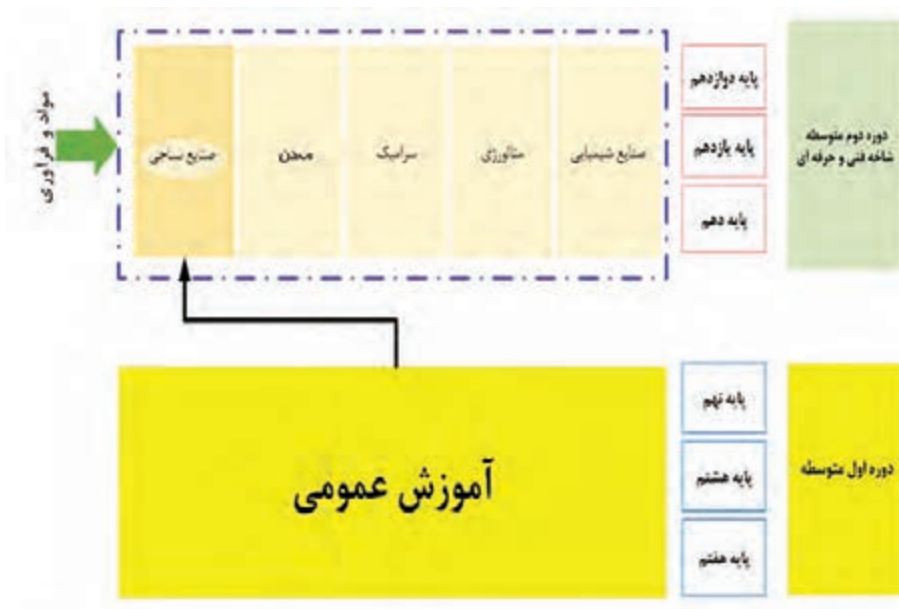 دوره دوم متوسطه
شاخه فنی و حرفه ای
پایه دوازدهم
پایه یازدهم
پایه دهم
صنایع شیمیایی
متالورژی
سرامیک
معدن
صنایع نساجی
مواد و فراوری
دوره اول متوسطه
پایه نهم
پایه هشتم
پایه هفتم
آموزش عمومی